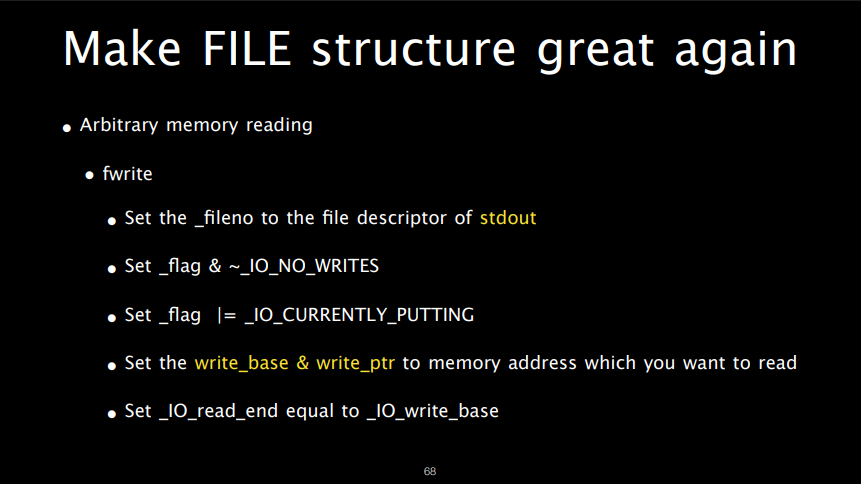 Make FILE structure great again
• Arbitrary memory reading
• fwrite
• Set the _fileno to the file descriptor of stdout
• Set _flag & ~_IO_NO_WRITES
• Set _flag |= _IO_CURRENTLY_PUTTING
• Set the write_base & write_ptr to memory address which you want to read
• Set _IO_read_end equal to _IO_write_base
68